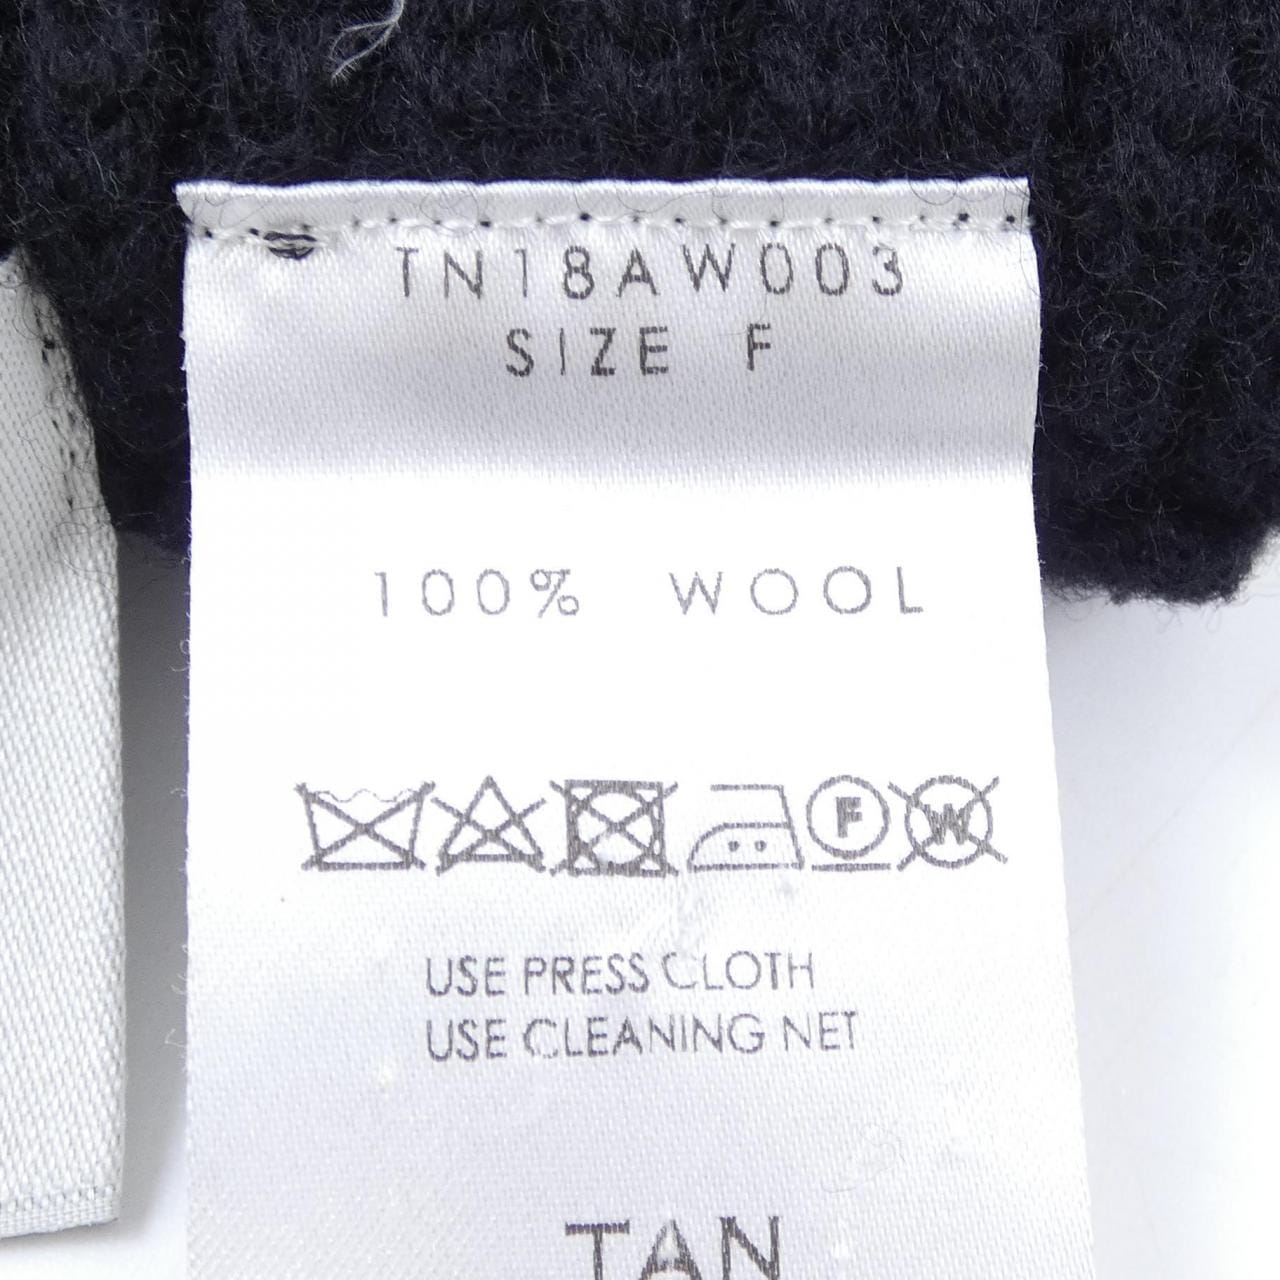 TN18AW003
SIZE F
100% WOOL
F W
USE PRESS CLOTH
USE CLEANING NET
TAN